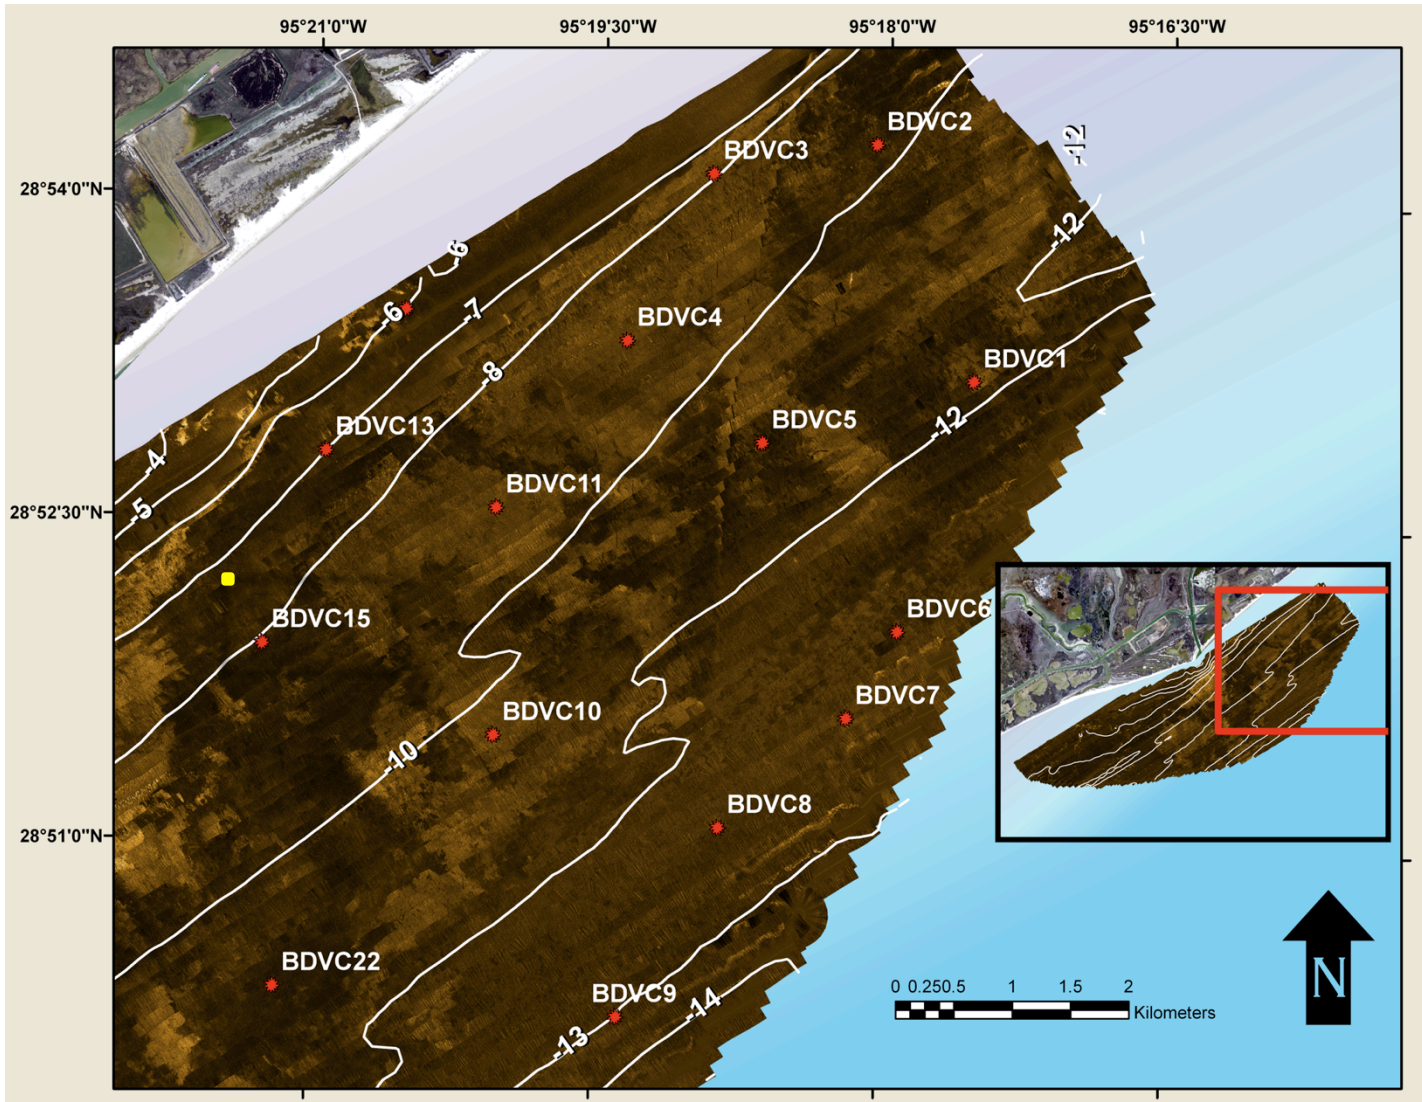 95°21'0"W 95°19'30"W 95°18'0"W 95°16'30"W
BDVC2
-12
BDVC3
28°54'0"N
-12
-6
-6
-7
BDVC4
BDVC1
-8
BDVC5
-12
BDVC13
-4
BDVC11
-5
28°52'30"N
BDVC6
BDVC15
BDVC7
BDVC10
-10
BDVC8
28°51'0"N
BDVC22
BDVC9
-14
-13
0 0.25 0.5 1 1.5 2
Kilometers
N